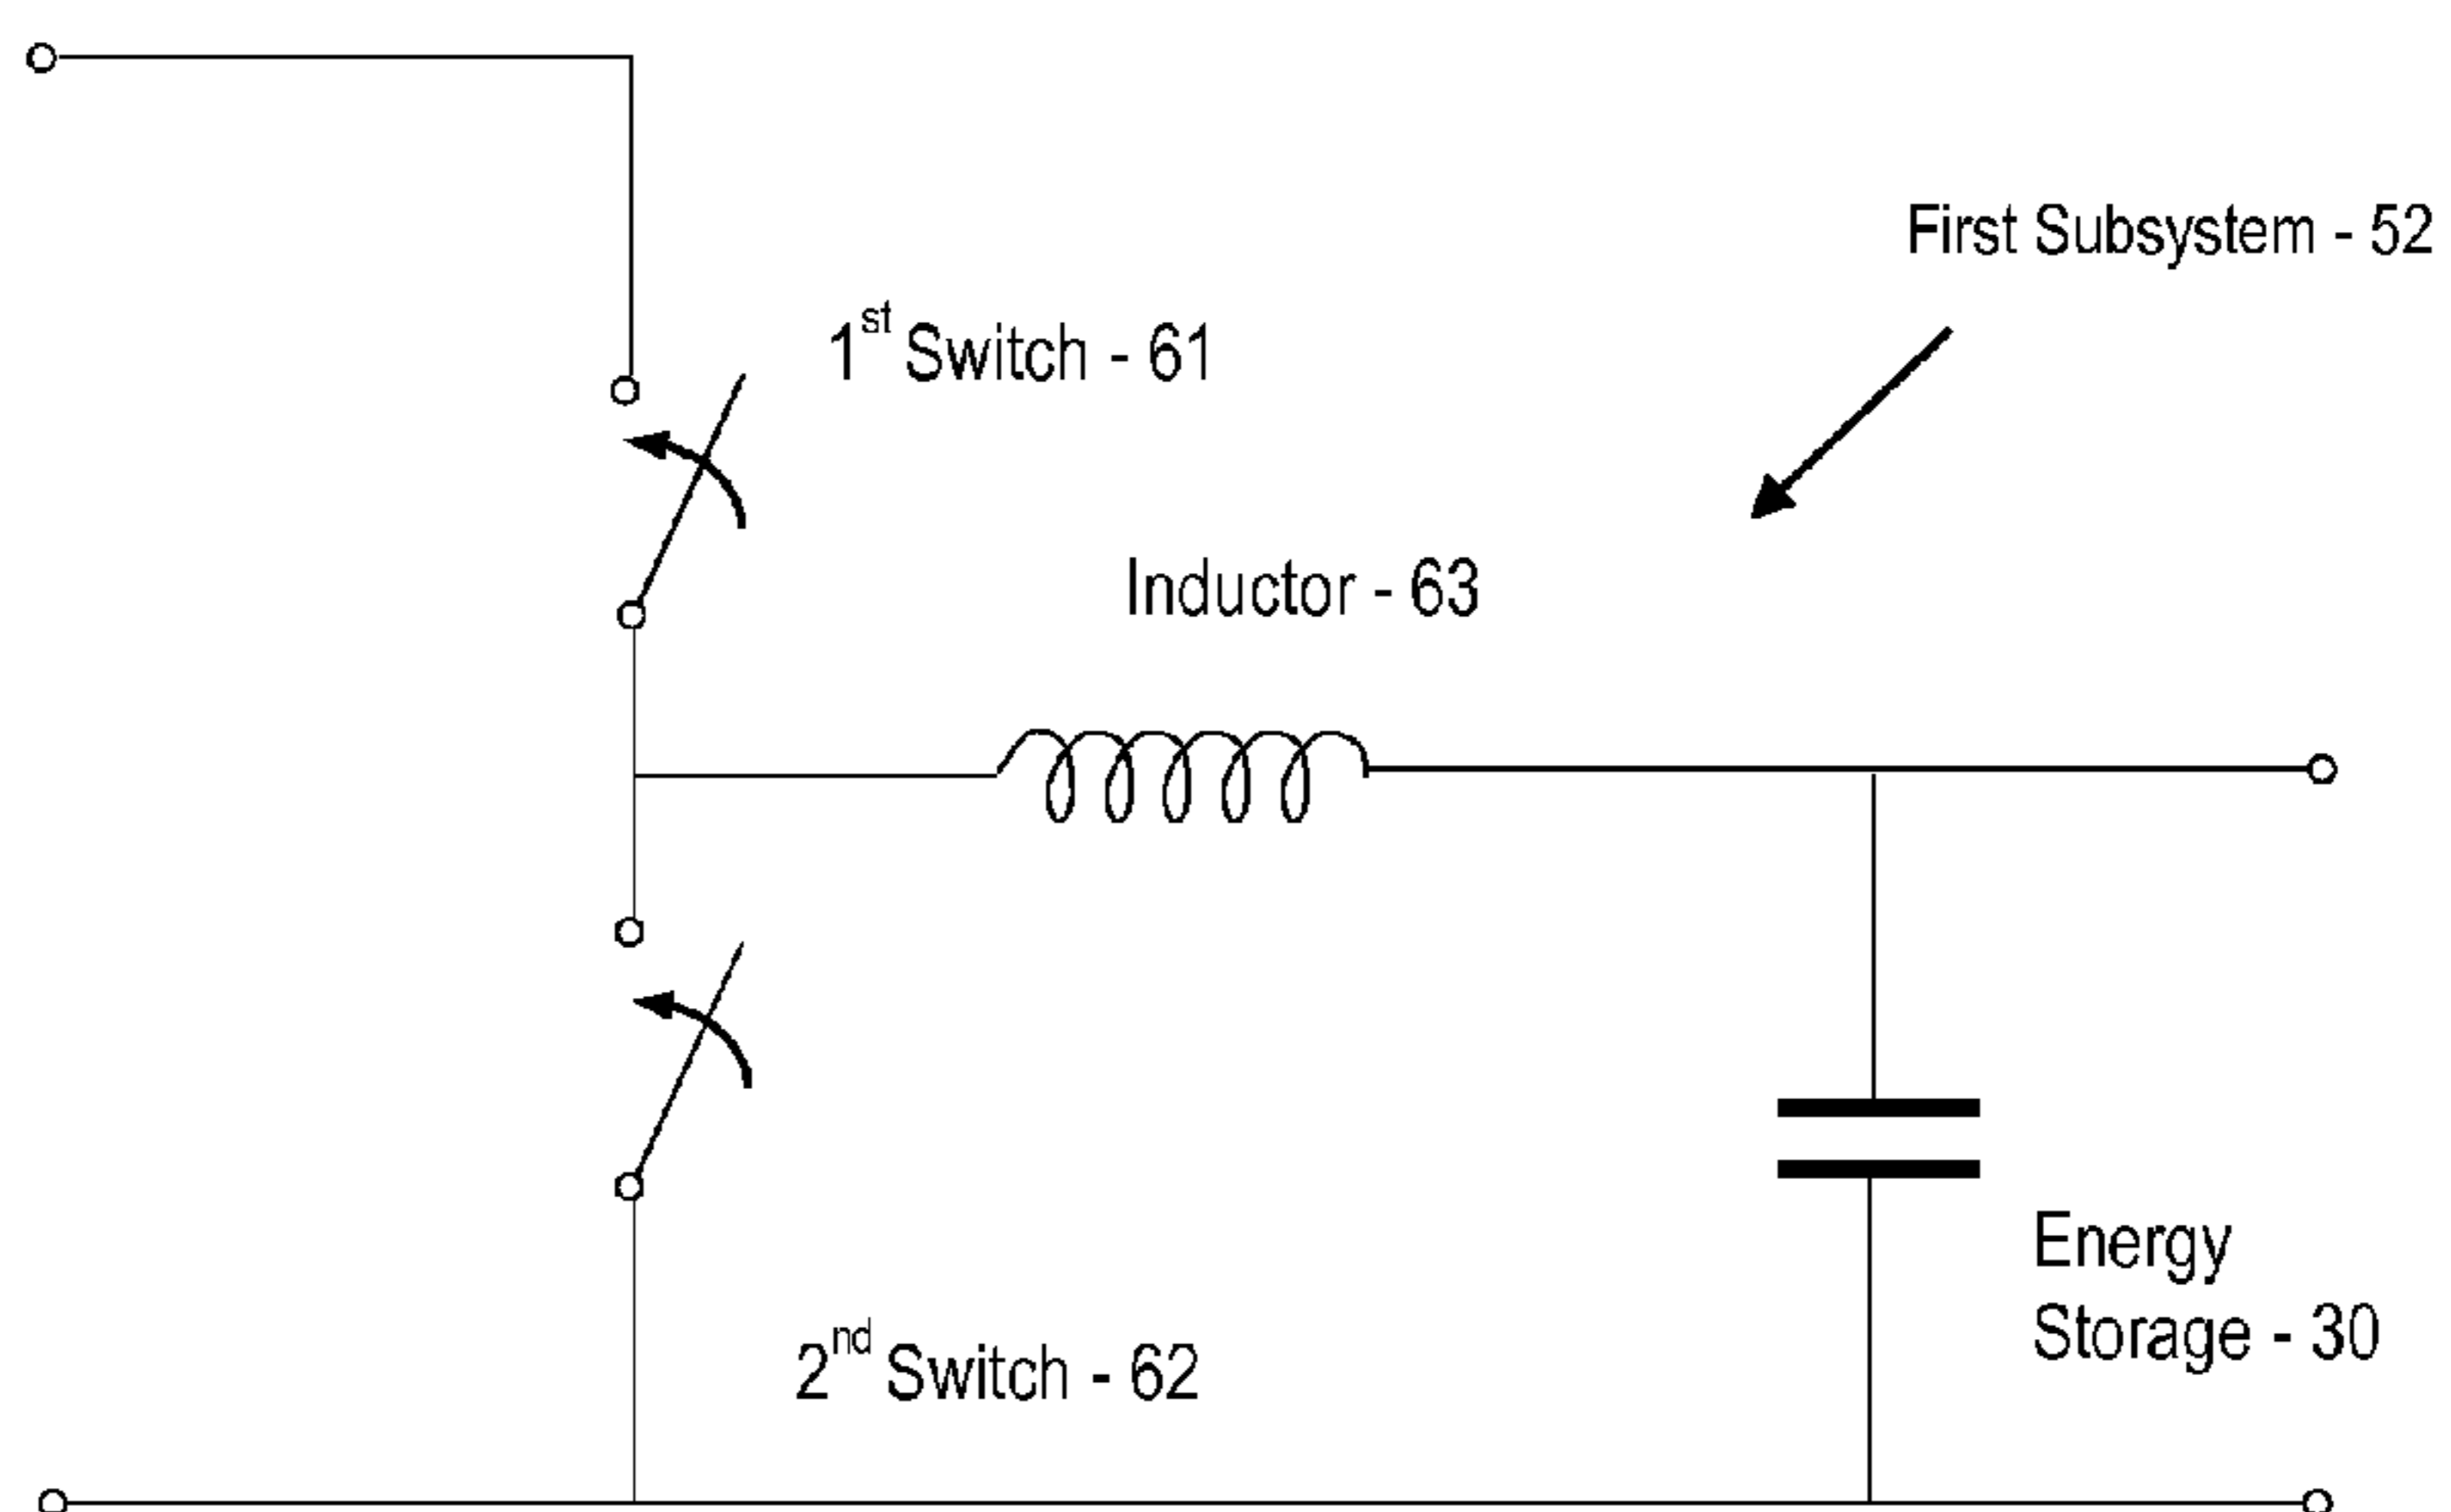 First Subsystem - 52
1st Switch - 61
Inductor - 63
Energy
Storage - 30
2nd Switch - 62